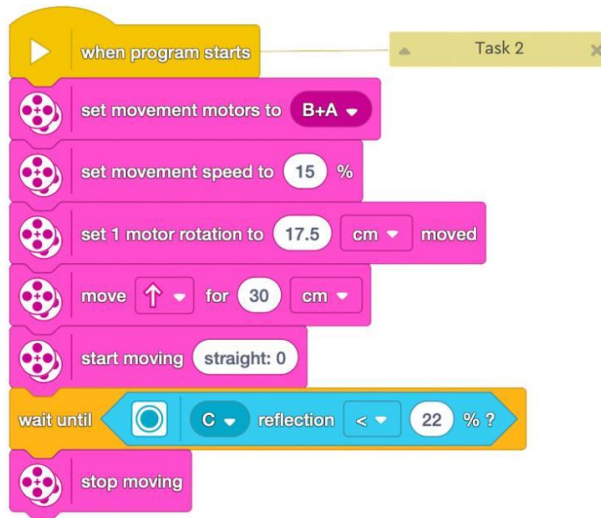 when program starts
Task 2
set movement motors to B+A
set movement speed to 15 %
set 1 motor rotation to 17.5 cm moved
move for 30 cm
start moving straight: 0
wait until C reflection < 22 % ?
stop moving